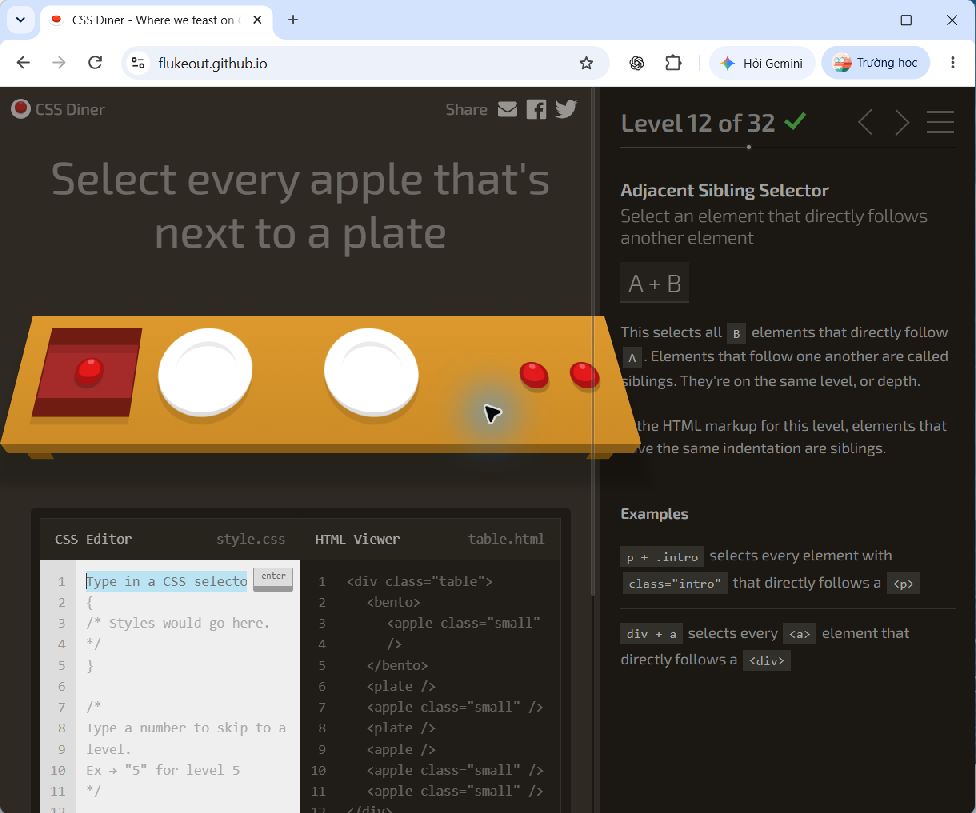 CSS Diner - Where we feast on
flukeout.github.io
Hỏi Gemini
Trường học
CSS Diner
Share
Select every apple that's
next to a plate
CSS Editor
style.css
1 Type in a CSS selecto
enter
2 {
3 /* Styles would go here.
4 */
5 }
6
7 /*
8 Type a number to skip to a
9 level.
10 Ex → "5" for level 5
11 */
12
HTML Viewer
table.html
1 <div class="table">
2 <bento>
3 <apple class="small"
4 />
5 </bento>
6 <plate />
7 <apple class="small" />
8 <plate />
9 <apple />
10 <apple class="small" />
11 <apple class="small" />
12 </div>
Level 12 of 32
Adjacent Sibling Selector
Select an element that directly follows
another element
A + B
This selects all B elements that directly follow
A . Elements that follow one another are called
siblings. They're on the same level, or depth.
the HTML markup for this level, elements that
ve the same indentation are siblings.
Examples
p + .intro selects every element with
class="intro" that directly follows a <p>
div + a selects every <a> element that
directly follows a <div>